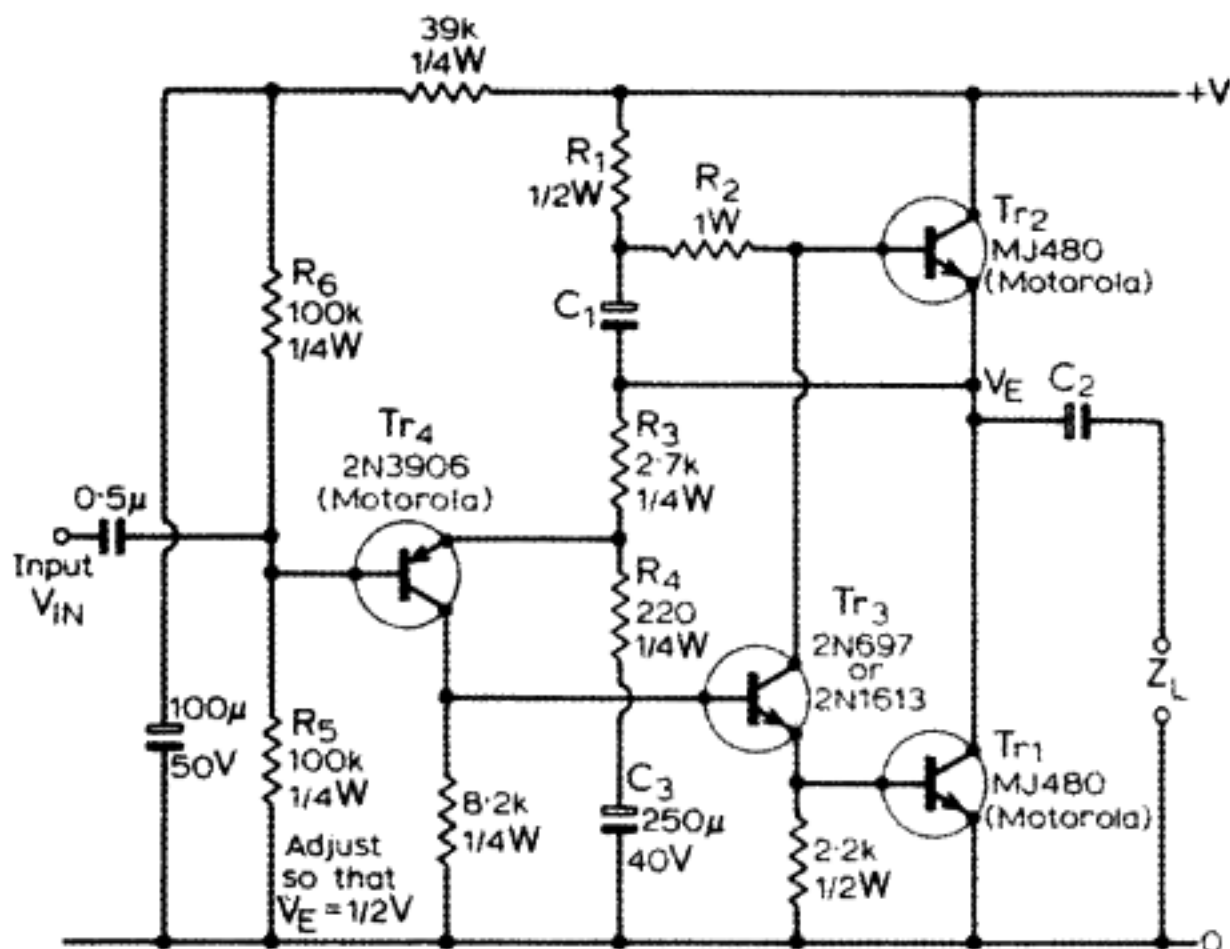 39k
1/4W
+V
R1
1/2W
R2
1W
Tr2
MJ480
(Motorola)
R6
100k
1/4W
C1
VE
C2
Tr4
2N3906
(Motorola)
R3
2·7k
1/4W
0·5μ
Input
VIN
R4
220
1/4W
Tr3
2N697
or
2N1613
ZL
100μ
50V
R5
100k
1/4W
Adjust
so that
VE = 1/2V
8·2k
1/4W
C3
250μ
40V
2·2k
1/2W
Tr1
MJ480
(Motorola)
0